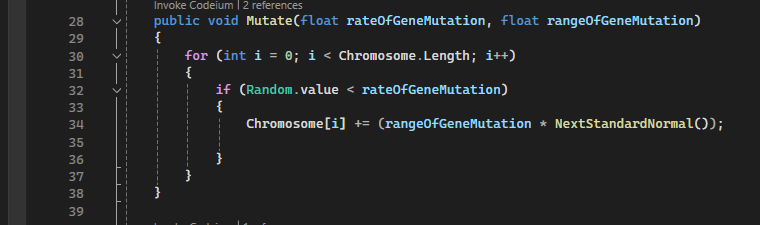 Invoke Codeium | 2 references
28 public void Mutate(float rateOfGeneMutation, float rangeOfGeneMutation)
29 {
30 for (int i = 0; i < Chromosome.Length; i++)
31 {
32 if (Random.value < rateOfGeneMutation)
33 {
34 Chromosome[i] += (rangeOfGeneMutation * NextStandardNormal());
35
36 }
37 }
38 }
39